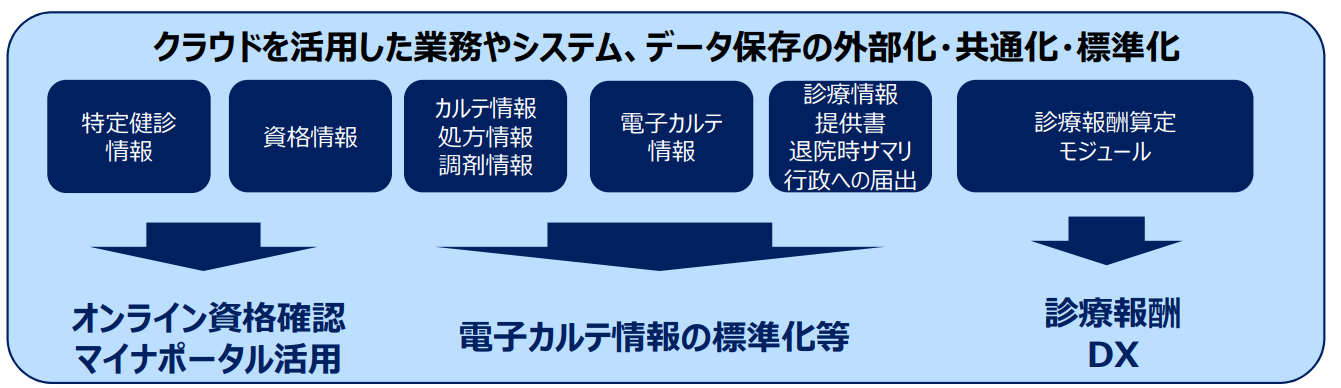 クラウドを活用した業務やシステム、データ保存の外部化・共通化・標準化
特定健診
情報
資格情報
カルテ情報
処方情報
調剤情報
電子カルテ
情報
診療情報
提供書
退院時サマリ
行政への届出
診療報酬算定
モジュール
オンライン資格確認
マイナポータル活用
電子カルテ情報の標準化等
診療報酬
DX